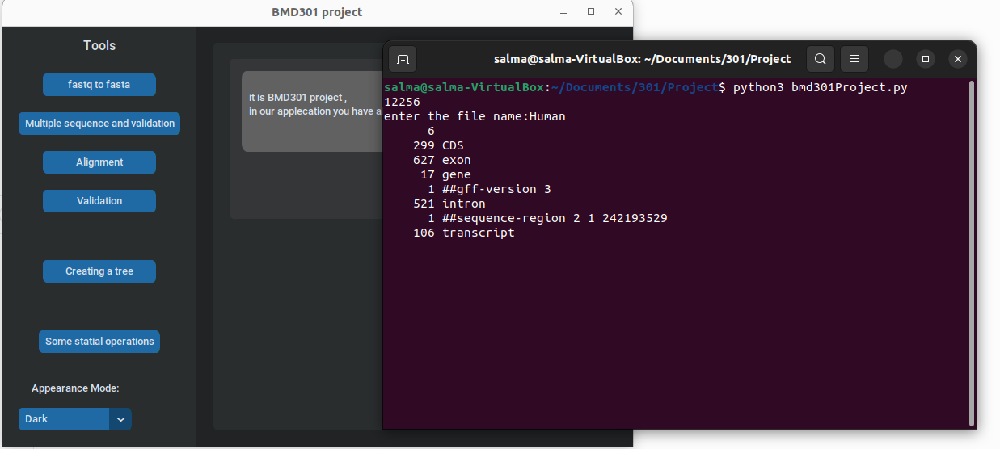 BMD301 project
Tools
fastq to fasta
Multiple sequence and validation
Alignment
Validation
Creating a tree
Some statial operations
Appearance Mode:
Dark
it is BMD301 project ,
in our applecation you have
salma@salma-VirtualBox: ~/Documents/301/Project
salma@salma-VirtualBox:~/Documents/301/Project$ python3 bmd301Project.py
12256
enter the file name:Human
6
299 CDS
627 exon
17 gene
1 ##gff-version 3
521 intron
1 ##sequence-region 2 1 242193529
106 transcript